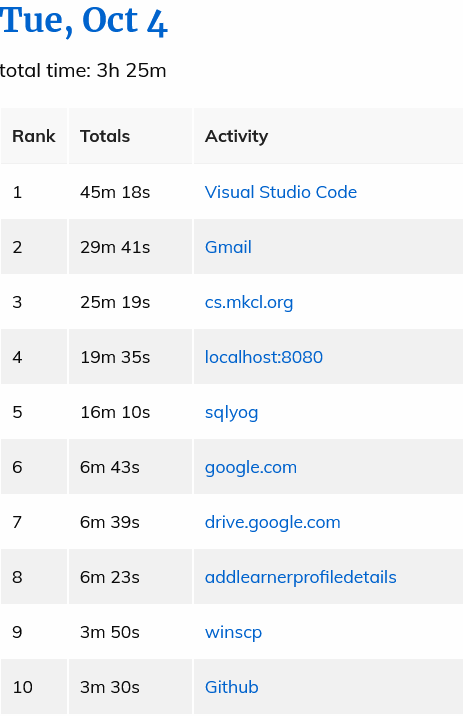 Tue, Oct 4
total time: 3h 25m
Rank Totals Activity
1 45m 18s Visual Studio Code
2 29m 41s Gmail
3 25m 19s cs.mkcl.org
4 19m 35s localhost:8080
5 16m 10s sqlyog
6 6m 43s google.com
7 6m 39s drive.google.com
8 6m 23s addlearnerprofiledetails
9 3m 50s winscp
10 3m 30s Github